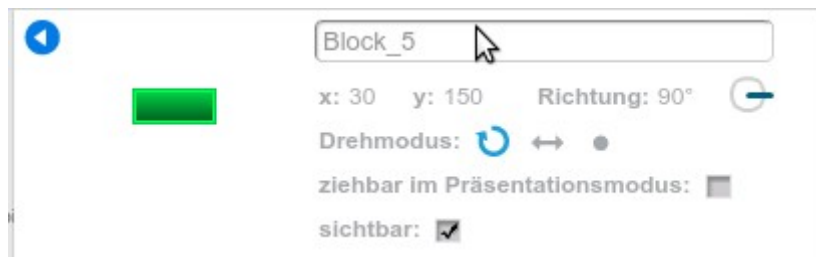 Block_5
x: 30 y: 150 Richtung: 90°
Drehmodus:
ziehbar im Präsentationsmodus:
sichtbar: